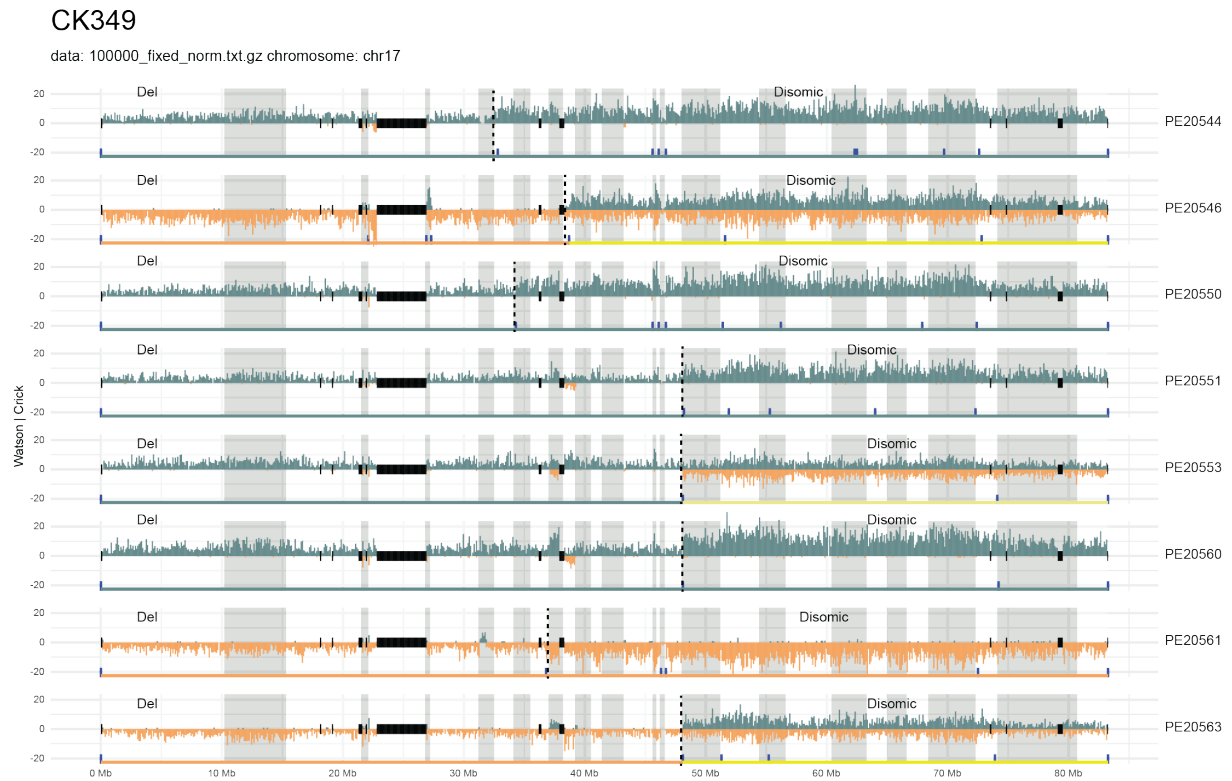 CK349
data: 100000_fixed_norm.txt.gz chromosome: chr17
Watson | Crick
20 Del Disomic
0 PE20544
-20
20 Del Disomic
0 PE20546
-20
20 Del Disomic
0 PE20550
-20
20 Del Disomic
0 PE20551
-20
20 Del Disomic
0 PE20553
-20
20 Del Disomic
0 PE20560
-20
20 Del Disomic
0 PE20561
-20
20 Del Disomic
0 PE20563
-20
0 Mb 10 Mb 20 Mb 30 Mb 40 Mb 50 Mb 60 Mb 70 Mb 80 Mb